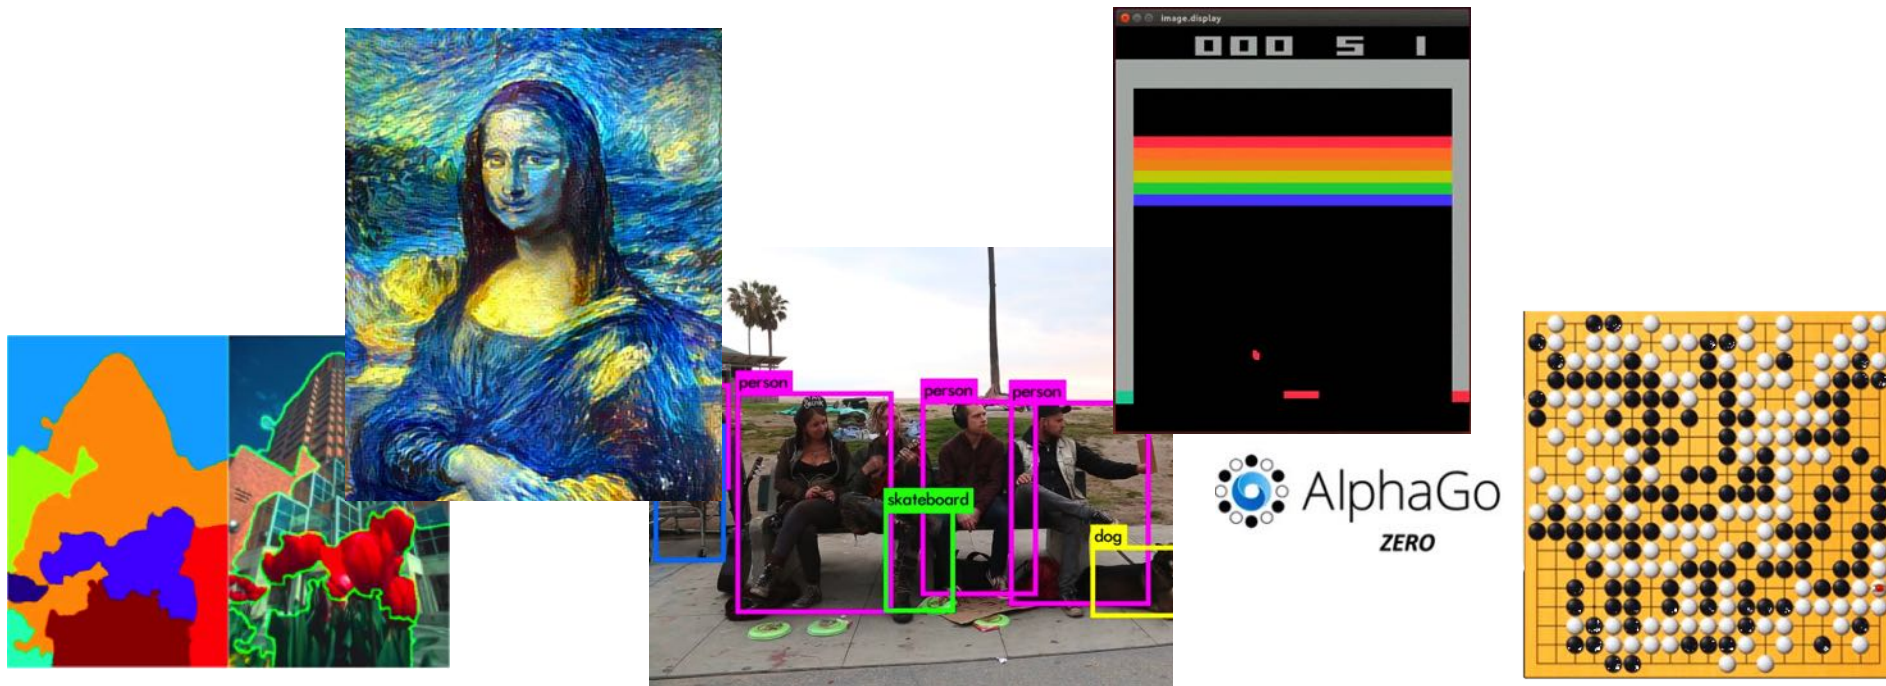 image.display
000 5 1
person
person
person
skateboard
dog
AlphaGo
ZERO